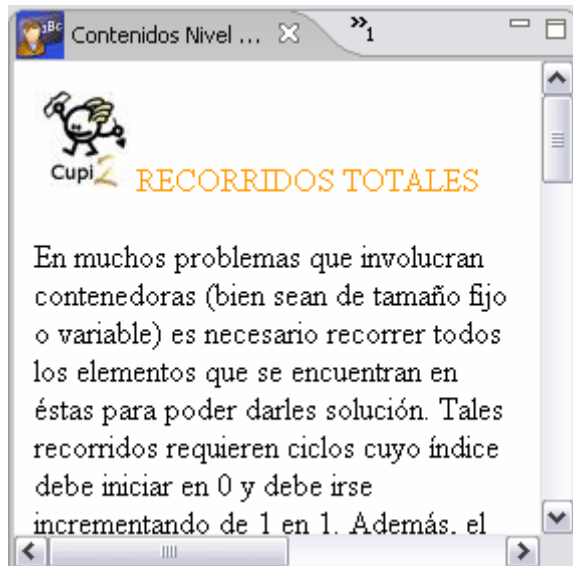 Contenidos Nivel ...
»1
Cupi2
RECORRIDOS TOTALES
En muchos problemas que involucran
contenedoras (bien sean de tamaño fijo
o variable) es necesario recorrer todos
los elementos que se encuentran en
éstas para poder darles solución. Tales
recorridos requieren ciclos cuyo índice
debe iniciar en 0 y debe irse
incrementando de 1 en 1. Además, el